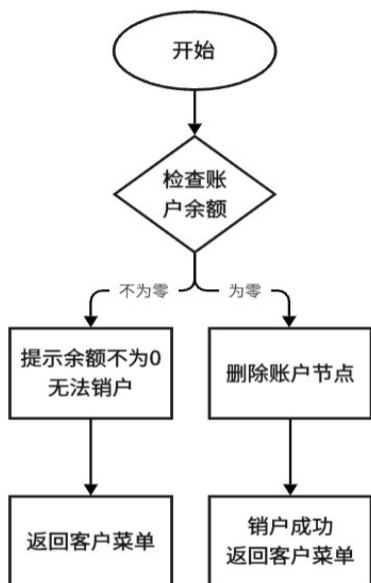 开始
检查账
户余额
不为零
为零
提示余额不为0
无法销户
删除账户节点
返回客户菜单
销户成功
返回客户菜单